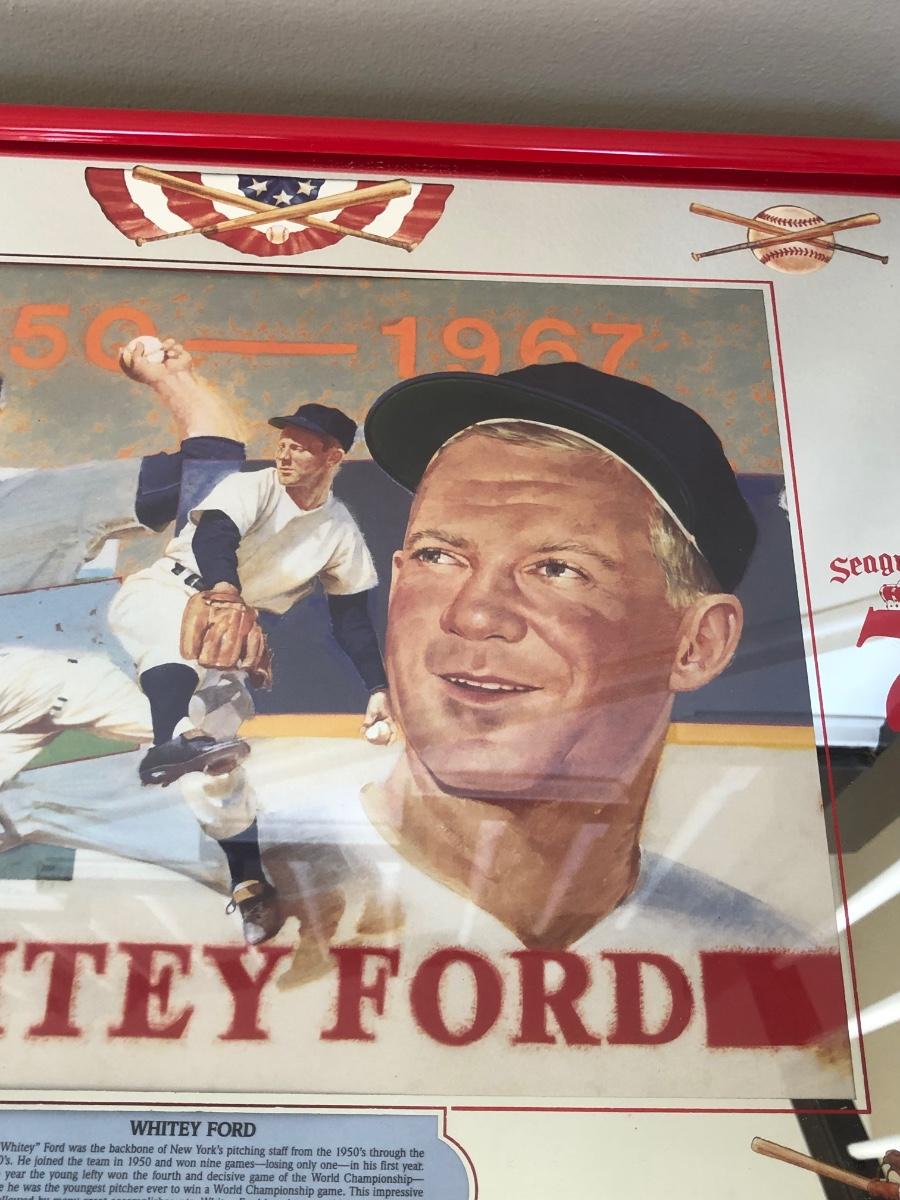 50 — 1967
Seagr
7
ITEY FORD
WHITEY FORD
Whitey" Ford was the backbone of New York's pitching staff from the 1950's through the
0's. He joined the team in 1950 and won nine games—losing only one—in his first year.
year the young lefty won the fourth and decisive game of the World Championship—
e he was the youngest pitcher ever to win a World Championship game. This impressive